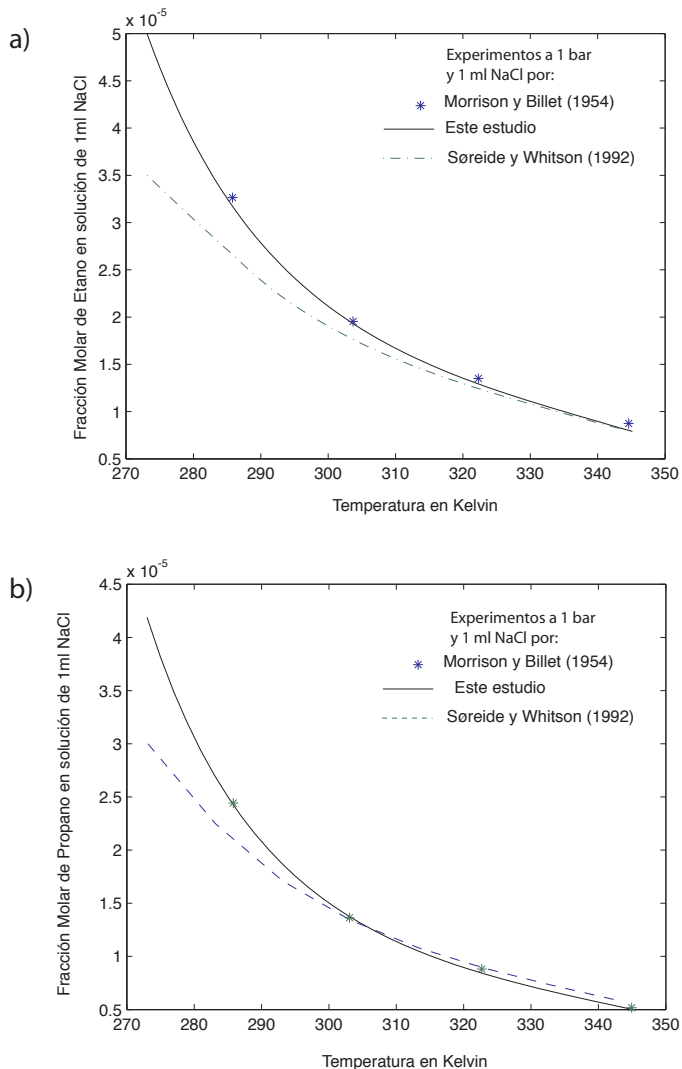 a)
x 10-5
5
4.5
4
3.5
3
2.5
2
1.5
1
0.5
Fracción Molar de Etano en solución de 1ml NaCl
Experimentos a 1 bar
y 1 ml NaCl por:
Morrison y Billet (1954)
Este estudio
Søreide y Whitson (1992)
270 280 290 300 310 320 330 340 350
Temperatura en Kelvin
b)
x 10-5
4.5
4
3.5
3
2.5
2
1.5
1
0.5
Fracción Molar de Propano en solución de 1ml NaCl
Experimentos a 1 bar
y 1 ml NaCl por:
Morrison y Billet (1954)
Este estudio
Søreide y Whitson (1992)
270 280 290 300 310 320 330 340 350
Temperatura en Kelvin